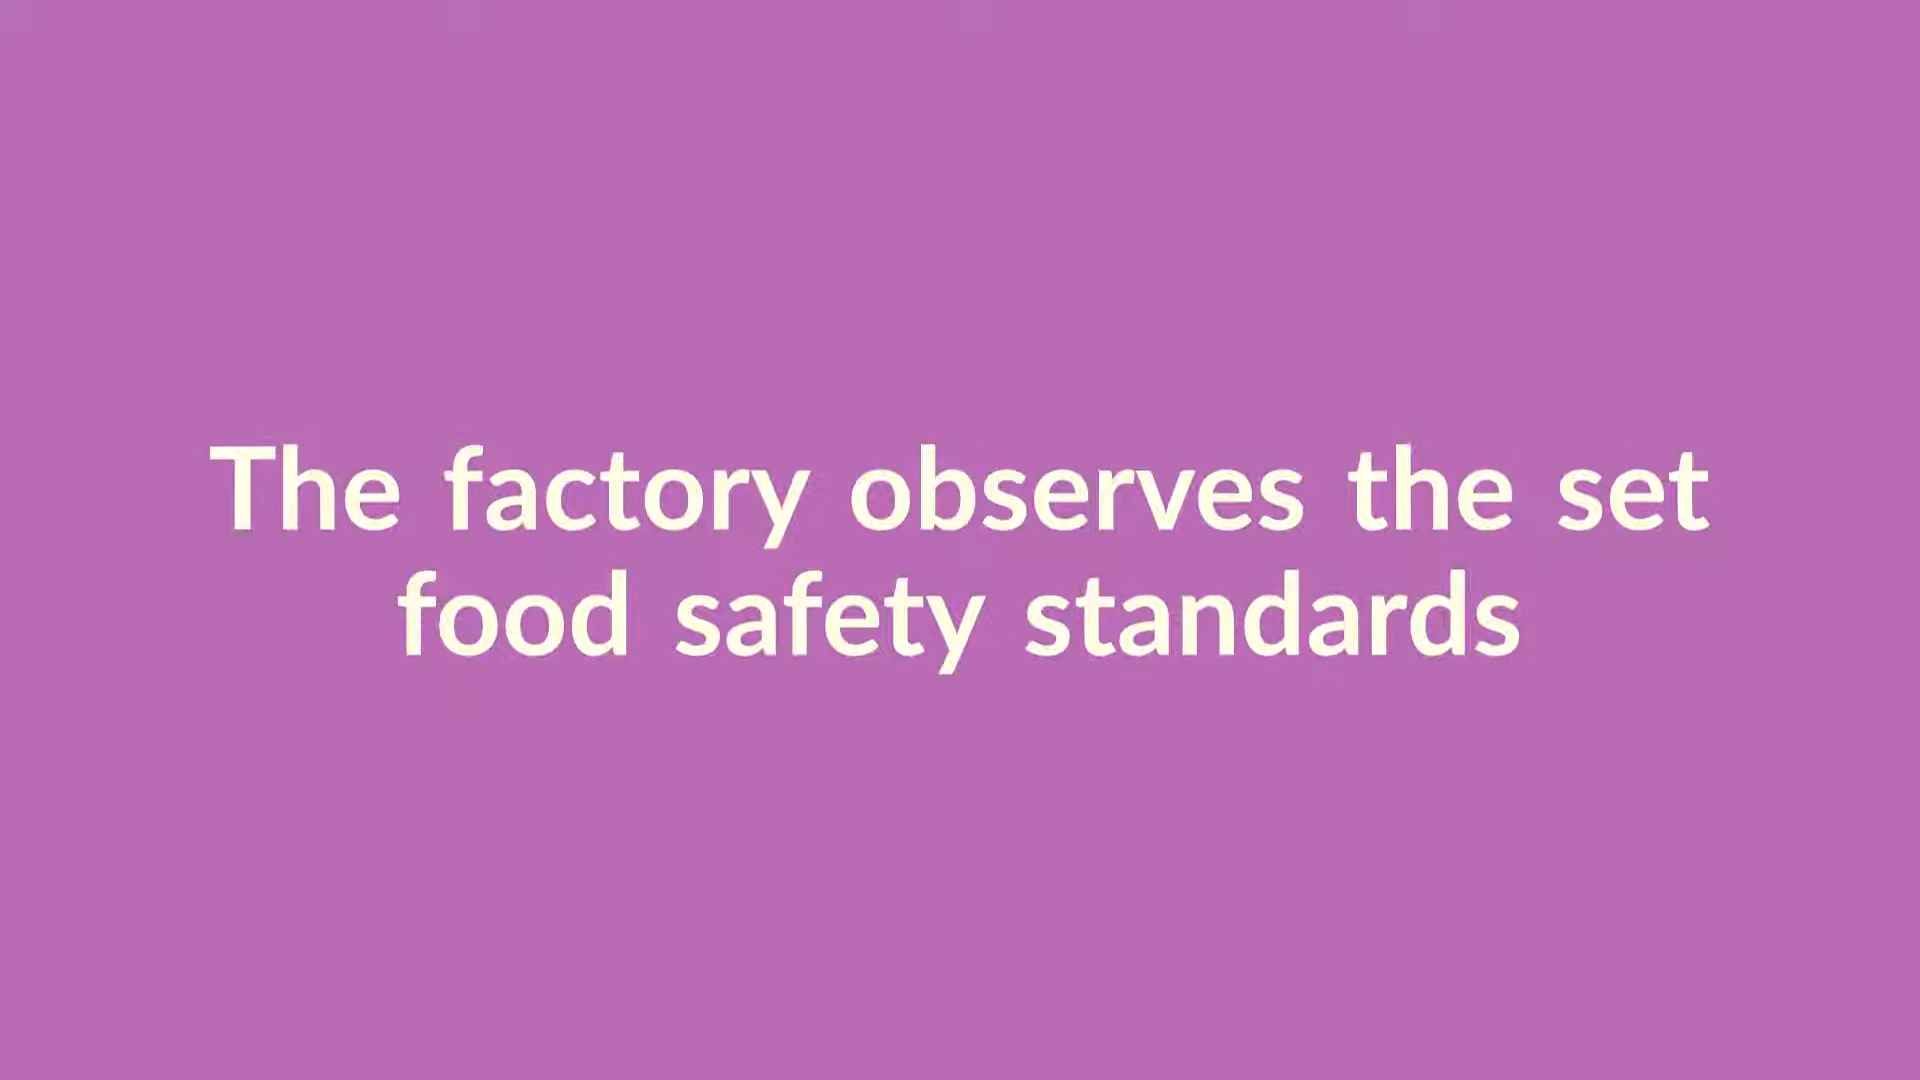 The factory observes the set
food safety standards